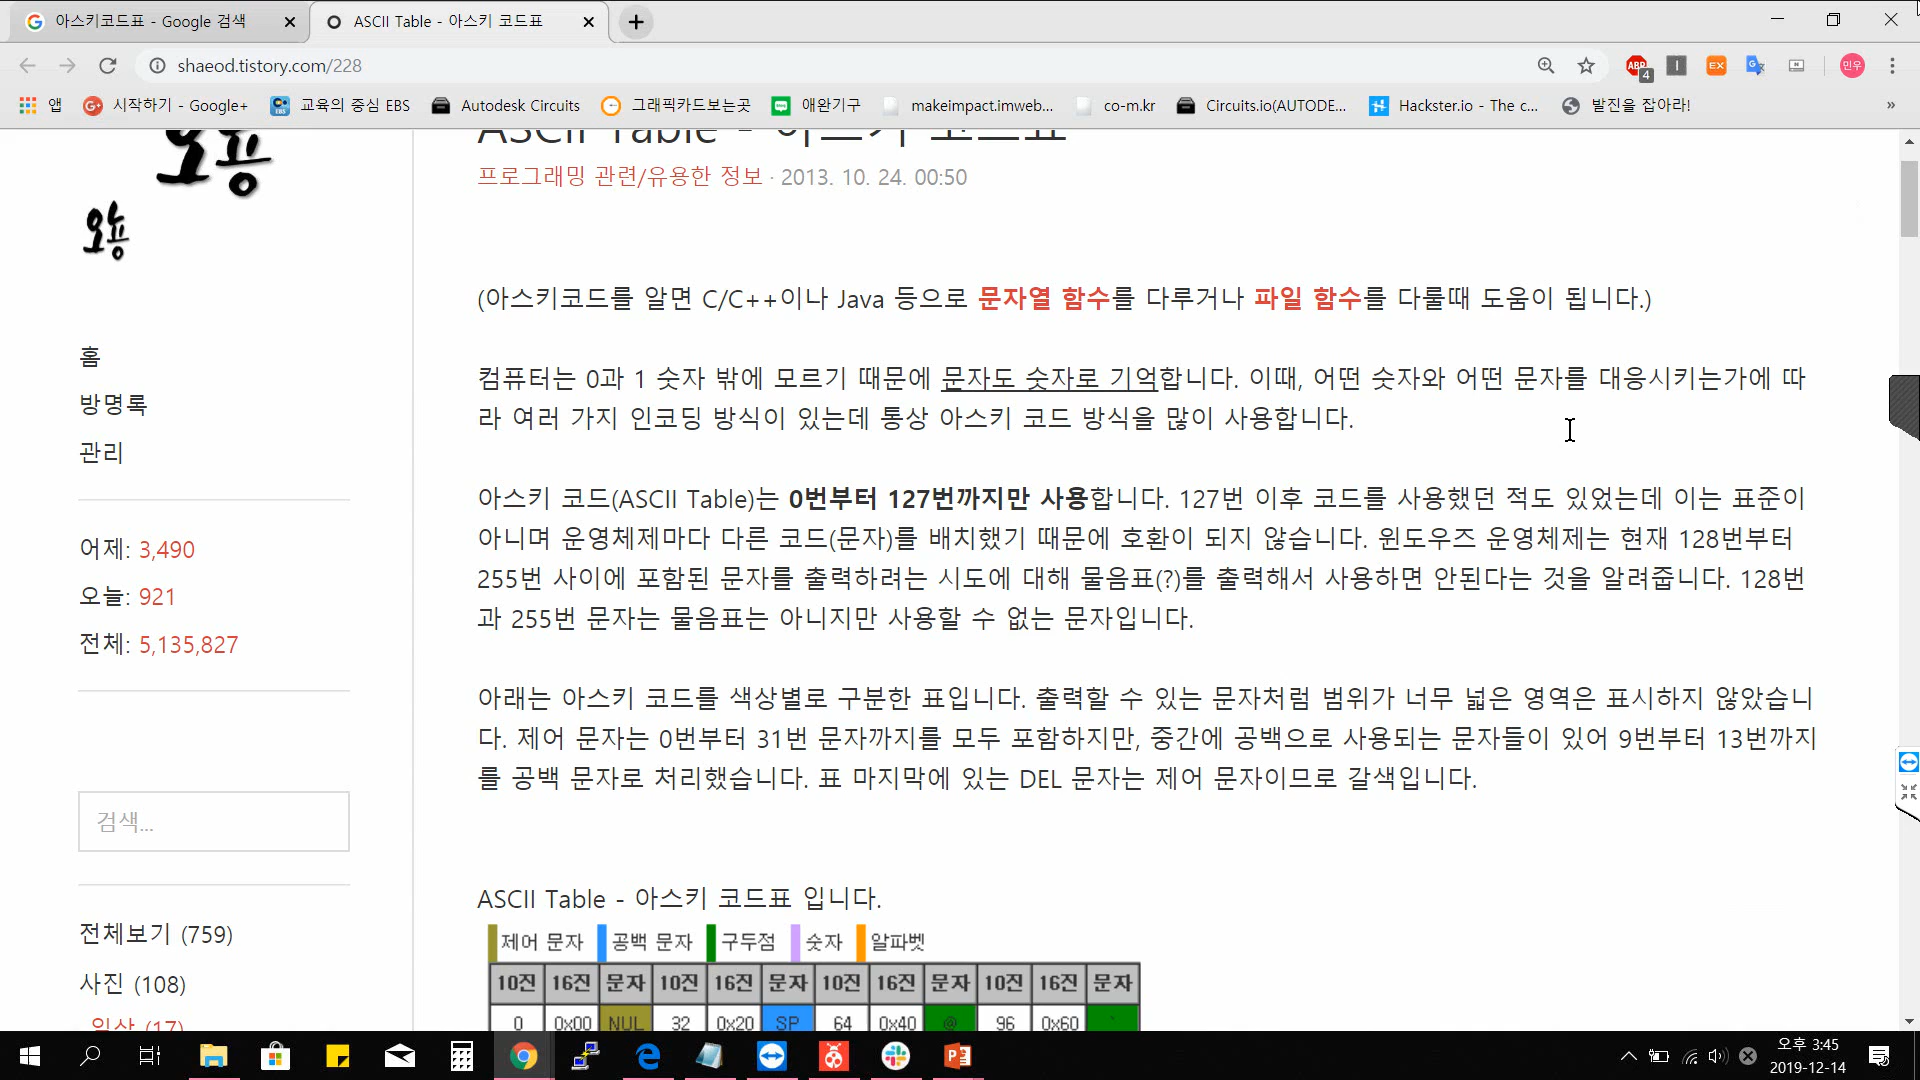 아스키코드표 - Google 검색
ASCII Table - 아스키 코드표
shaeod.tistory.com/228
ABP
4
EX
민우
앱
시작하기 - Google+
교육의 중심 EBS
Autodesk Circuits
그래픽카드보는곳
애완기구
makeimpact.imweb...
co-m.kr
Circuits.io(AUTODE...
Hackster.io - The c...
발진을 잡아라!
»
ASCII Table - 아스키 코드표
프로그래밍 관련/유용한 정보 · 2013. 10. 24. 00:50
홈
방명록
관리
어제: 3,490
오늘: 921
전체: 5,135,827
검색...
전체보기 (759)
사진 (108)
일상 (17)
(아스키코드를 알면 C/C++이나 Java 등으로 문자열 함수를 다루거나 파일 함수를 다룰때 도움이 됩니다.)
컴퓨터는 0과 1 숫자 밖에 모르기 때문에 문자도 숫자로 기억합니다. 이때, 어떤 숫자와 어떤 문자를 대응시키는가에 따
라 여러 가지 인코딩 방식이 있는데 통상 아스키 코드 방식을 많이 사용합니다.
아스키 코드(ASCII Table)는 0번부터 127번까지만 사용합니다. 127번 이후 코드를 사용했던 적도 있었는데 이는 표준이
아니며 운영체제마다 다른 코드(문자)를 배치했기 때문에 호환이 되지 않습니다. 윈도우즈 운영체제는 현재 128번부터
255번 사이에 포함된 문자를 출력하려는 시도에 대해 물음표(?)를 출력해서 사용하면 안된다는 것을 알려줍니다. 128번
과 255번 문자는 물음표는 아니지만 사용할 수 없는 문자입니다.
아래는 아스키 코드를 색상별로 구분한 표입니다. 출력할 수 있는 문자처럼 범위가 너무 넓은 영역은 표시하지 않았습니
다. 제어 문자는 0번부터 31번 문자까지를 모두 포함하지만, 중간에 공백으로 사용되는 문자들이 있어 9번부터 13번까지
를 공백 문자로 처리했습니다. 표 마지막에 있는 DEL 문자는 제어 문자이므로 갈색입니다.
ASCII Table - 아스키 코드표 입니다.
제어 문자 공백 문자 구두점 숫자 알파벳
10진 16진 문자 10진 16진 문자 10진 16진 문자 10진 16진 문자
0 0x00 NUL 32 0x20 SP 64 0x40 @ 96 0x60 `
오후 3:45
2019-12-14